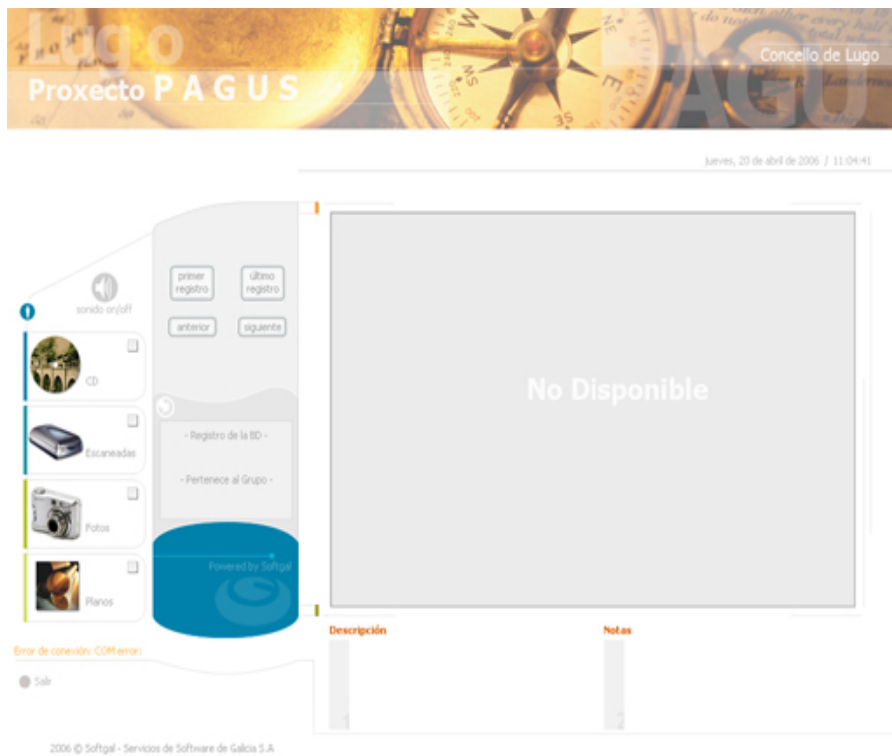 Lugo
Proxecto PAGUS
Concello de Lugo
AGU
jueves, 20 de abril de 2006 / 11:04:41
sonido on/off
primer
registro
último
registro
anterior
siguiente
CD
Escaneadas
Fotos
Planos
- Registro de la BD -
- Pertenece al Grupo -
Powered by Softgal
No Disponible
Descripción
1
Notas
2
Error de conexión: COM error:
Salir
2006 © Softgal - Servicios de Software de Galicia S.A